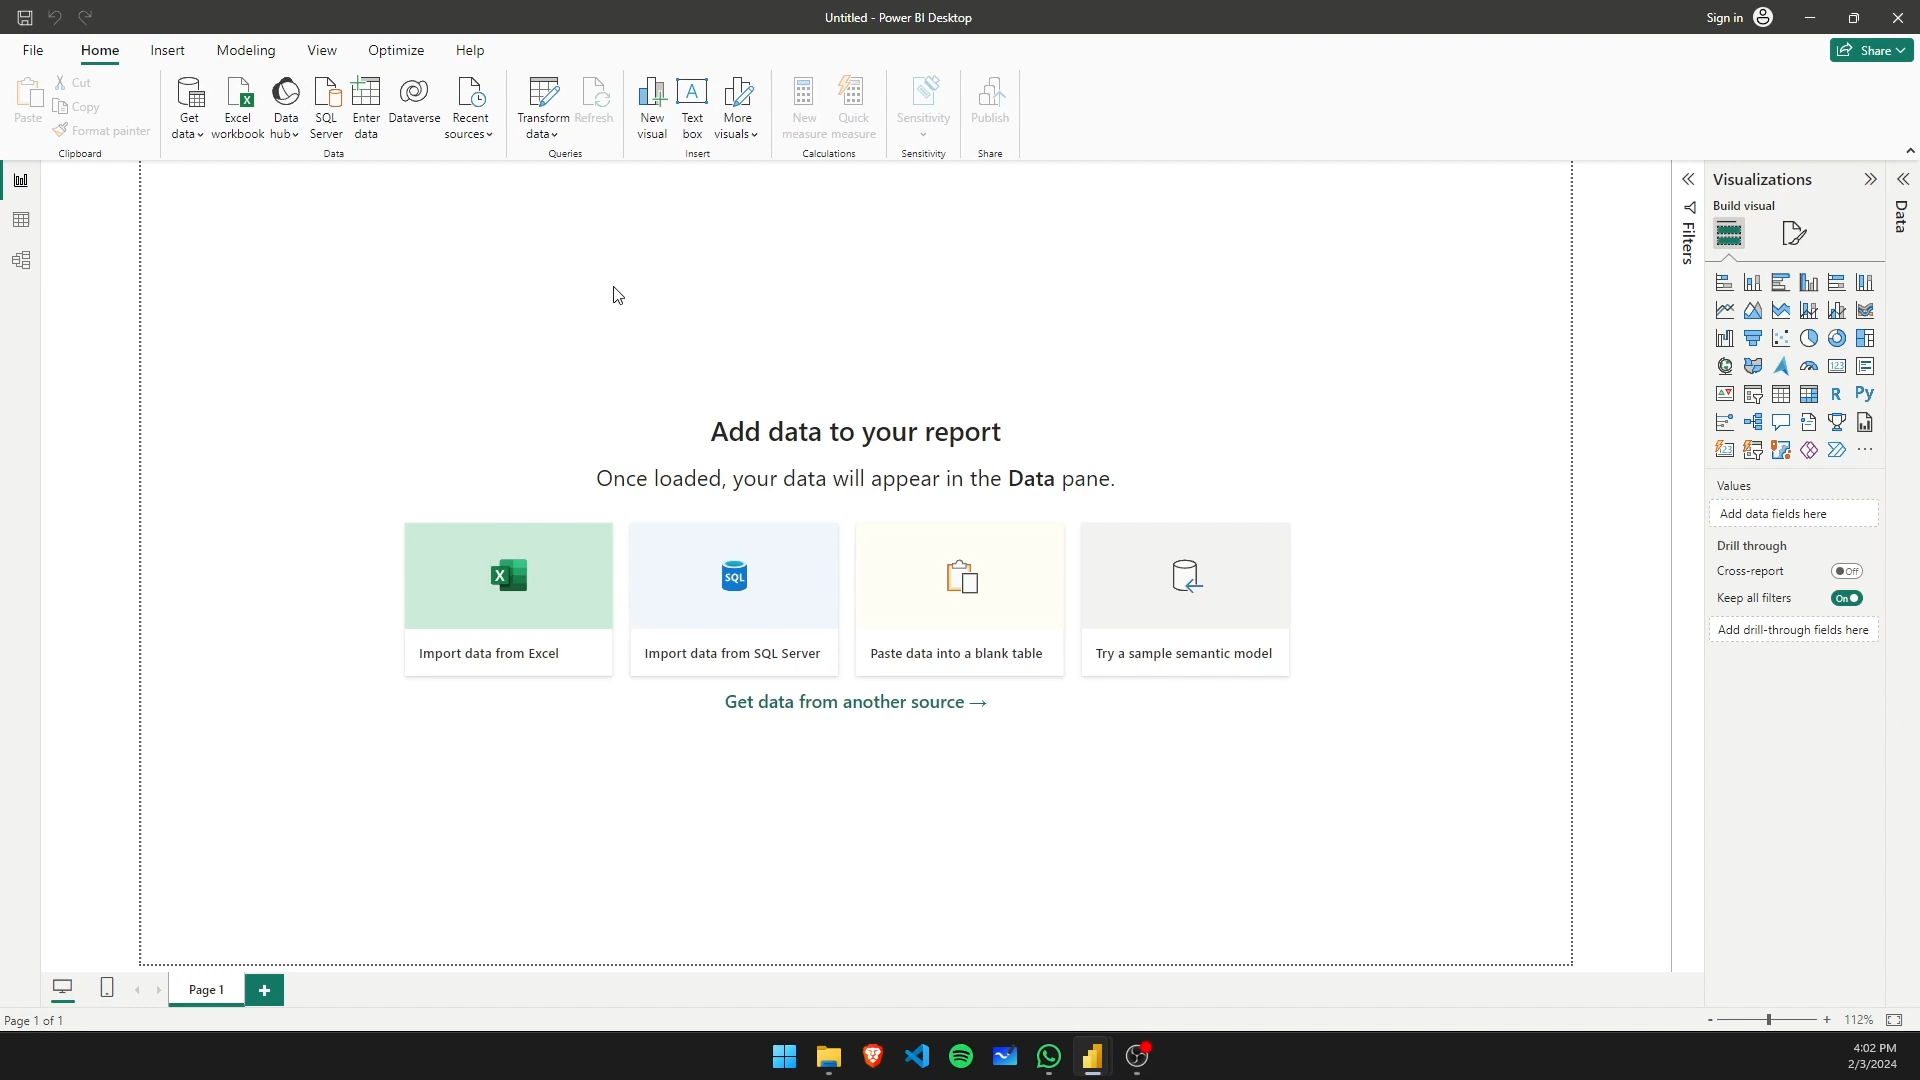 Untitled - Power BI Desktop
Sign in
File Home Insert Modeling View Optimize Help
Share
Paste
Cut
Copy
Format painter
Clipboard
Get data
Excel workbook
Data hub
SQL Server
Enter data
Dataverse
Recent sources
Data
Transform data
Refresh
Queries
New visual
Text box
More visuals
Insert
New measure
Quick measure
Calculations
Sensitivity
Sensitivity
Publish
Share
Add data to your report
Once loaded, your data will appear in the Data pane.
X
SQL
Import data from Excel
Import data from SQL Server
Paste data into a blank table
Try a sample semantic model
Get data from another source →
Filters
Visualizations
Build visual
123
R
Py
123
Values
Add data fields here
Drill through
Cross-report
Off
Keep all filters
On
Add drill-through fields here
Data
Page 1
Page 1 of 1
- + 112%
4:02 PM
2/3/2024